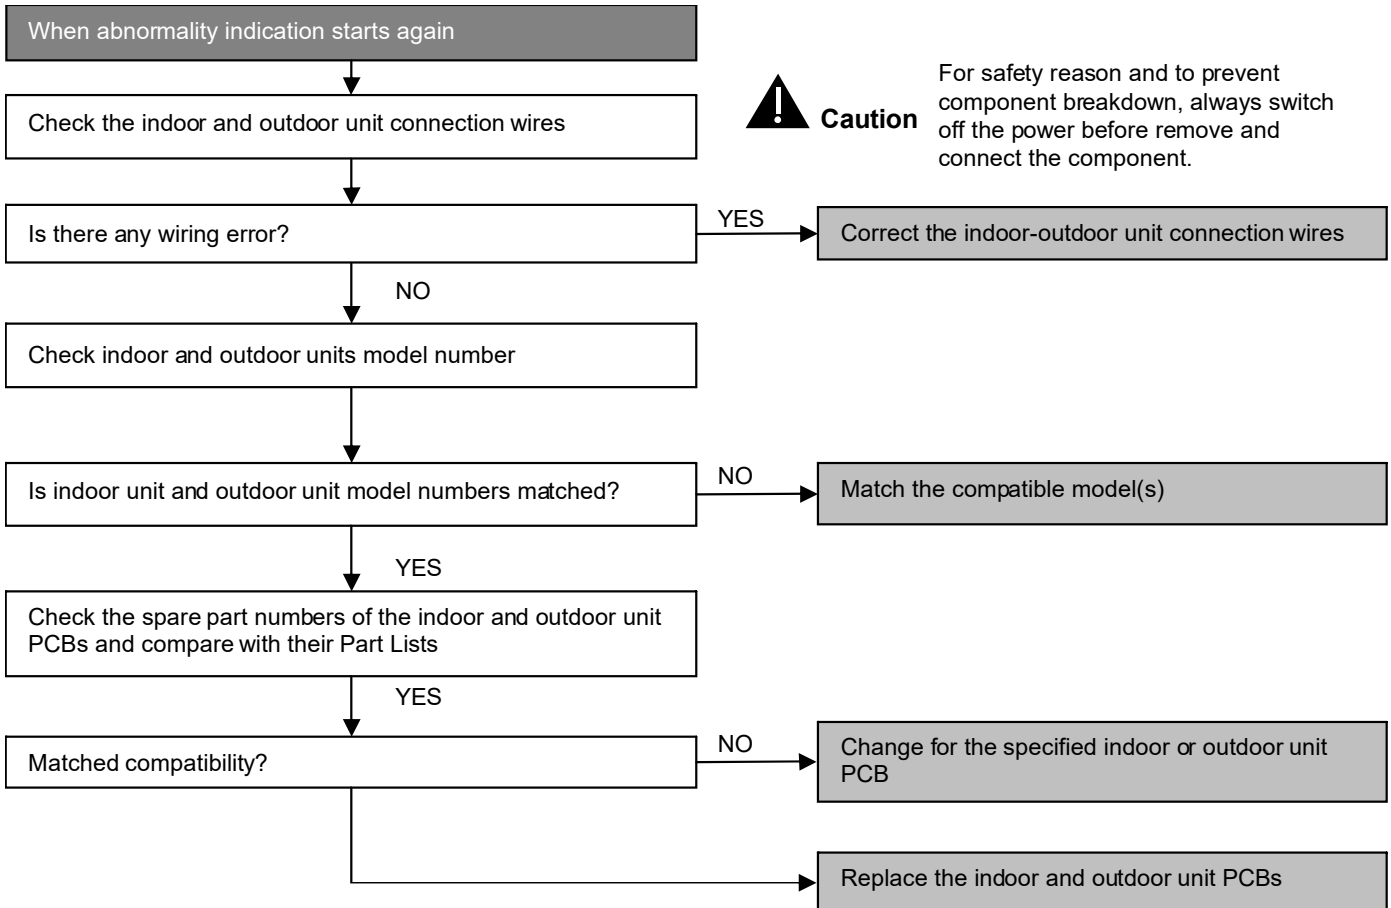 When abnormality indication starts again
Caution
For safety reason and to prevent
component breakdown, always switch
off the power before remove and
connect the component.
Check the indoor and outdoor unit connection wires
Is there any wiring error?
YES
Correct the indoor-outdoor unit connection wires
NO
Check indoor and outdoor units model number
Is indoor unit and outdoor unit model numbers matched?
NO
Match the compatible model(s)
YES
Check the spare part numbers of the indoor and outdoor unit
PCBs and compare with their Part Lists
YES
Matched compatibility?
NO
Change for the specified indoor or outdoor unit
PCB
Replace the indoor and outdoor unit PCBs